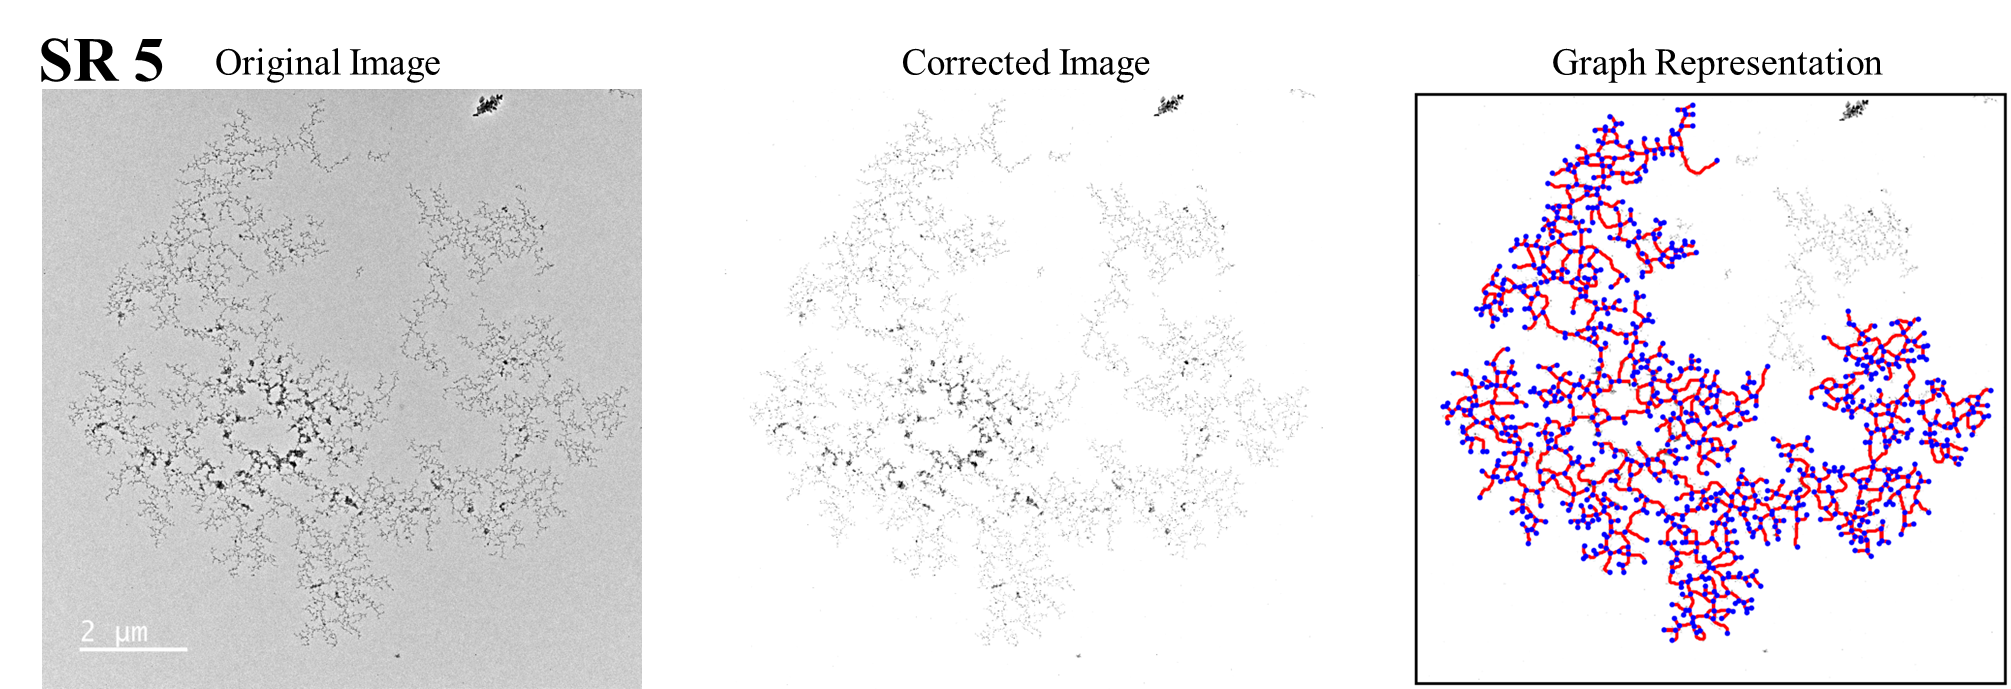 SR 5
Original Image
Corrected Image
Graph Representation
2 µm